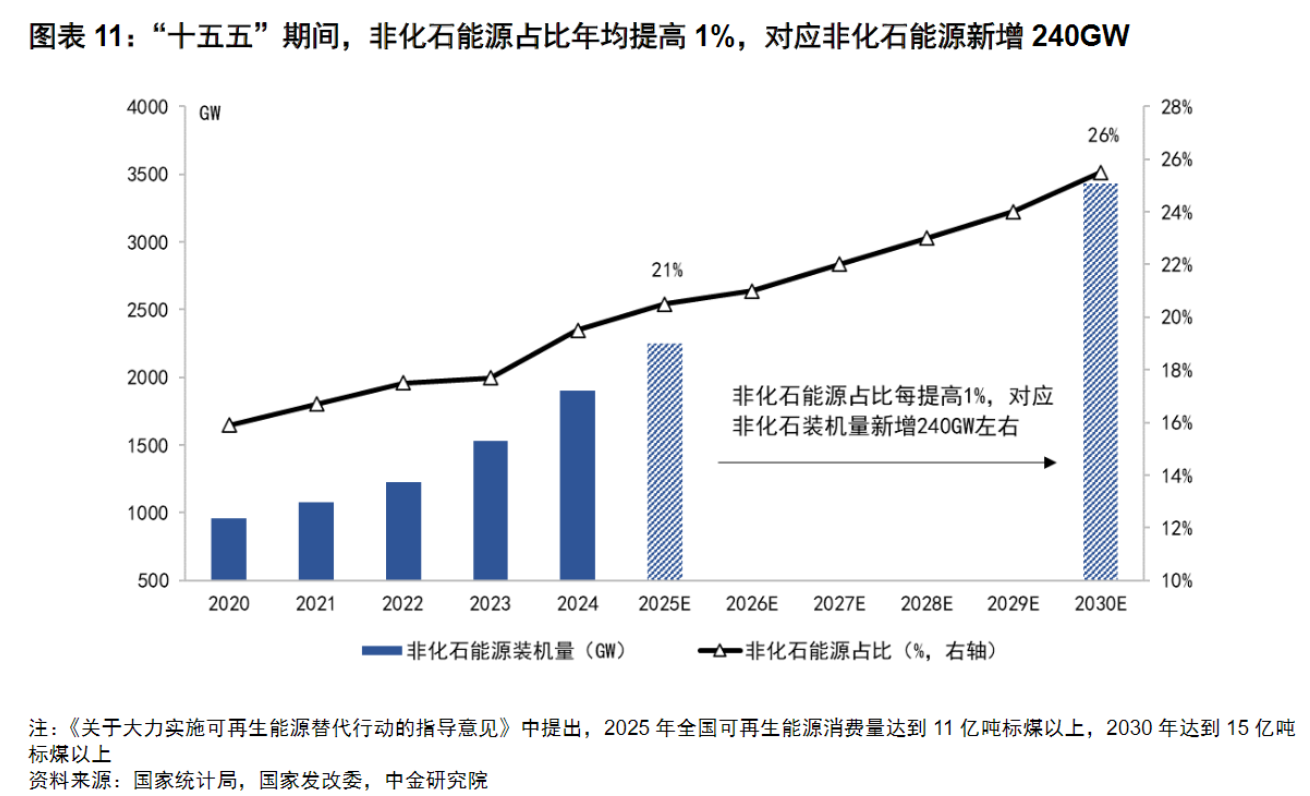 图表 11：“十五五”期间，非化石能源占比年均提高 1%，对应非化石能源新增 240GW
GW
4000
3500
3000
2500
2000
1500
1000
500
28%
26%
24%
22%
20%
18%
16%
14%
12%
10%
26%
21%
非化石能源占比每提高1%，对应
非化石装机量新增240GW左右
2020 2021 2022 2023 2024 2025E 2026E 2027E 2028E 2029E 2030E
非化石能源装机量（GW） 非化石能源占比（%，右轴）
注：《关于大力实施可再生能源替代行动的指导意见》中提出，2025 年全国可再生能源消费量达到 11 亿吨标煤以上，2030 年达到 15 亿吨
标煤以上
资料来源：国家统计局，国家发改委，中金研究院